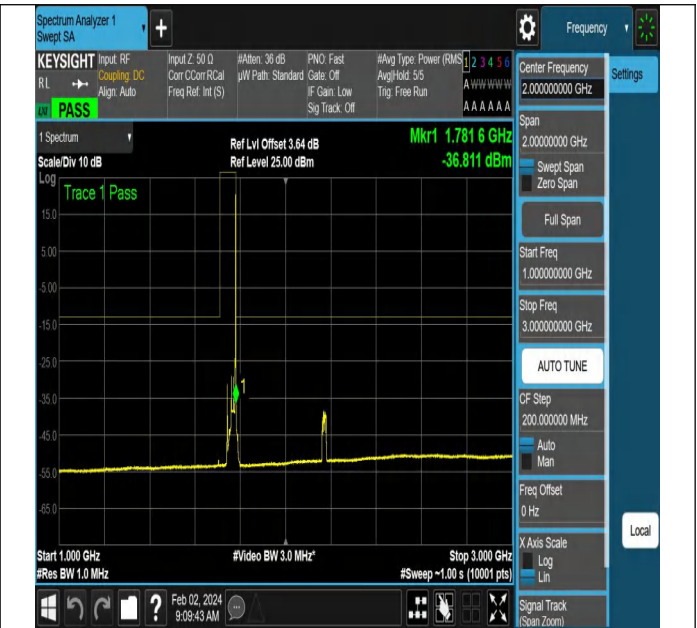 Spectrum Analyzer 1
Swept SA
Frequency
KEYSIGHT
RL
PASS
Input: RF
Coupling: DC
Align: Auto
Input Z: 50 Ω
Corr CCorr RCal
Freq Ref: Int (S)
#Atten: 36 dB
µW Path: Standard
PNO: Fast
Gate: Off
IF Gain: Low
Sig Track: Off
#Avg Type: Power (RMS
Avg|Hold: 5/5
Trig: Free Run
1 2 3 4 5 6
A W W W W W
A A A A A A
1 Spectrum
Scale/Div 10 dB
Ref Lvl Offset 3.64 dB
Ref Level 25.00 dBm
Mkr1 1.781 6 GHz
-36.811 dBm
Log
Trace 1 Pass
15.0
5.00
-5.00
-15.0
-25.0
-35.0
-45.0
-55.0
-65.0
1
Start 1.000 GHz
#Res BW 1.0 MHz
#Video BW 3.0 MHz*
Stop 3.000 GHz
#Sweep ~1.00 s (10001 pts)
?
Feb 02, 2024
9:09:43 AM
Center Frequency
2.000000000 GHz
Span
2.00000000 GHz
Swept Span
Zero Span
Full Span
Start Freq
1.000000000 GHz
Stop Freq
3.000000000 GHz
AUTO TUNE
CF Step
200.000000 MHz
Auto
Man
Freq Offset
0 Hz
X Axis Scale
Log
Lin
Signal Track
(Span Zoom)
Settings
Local